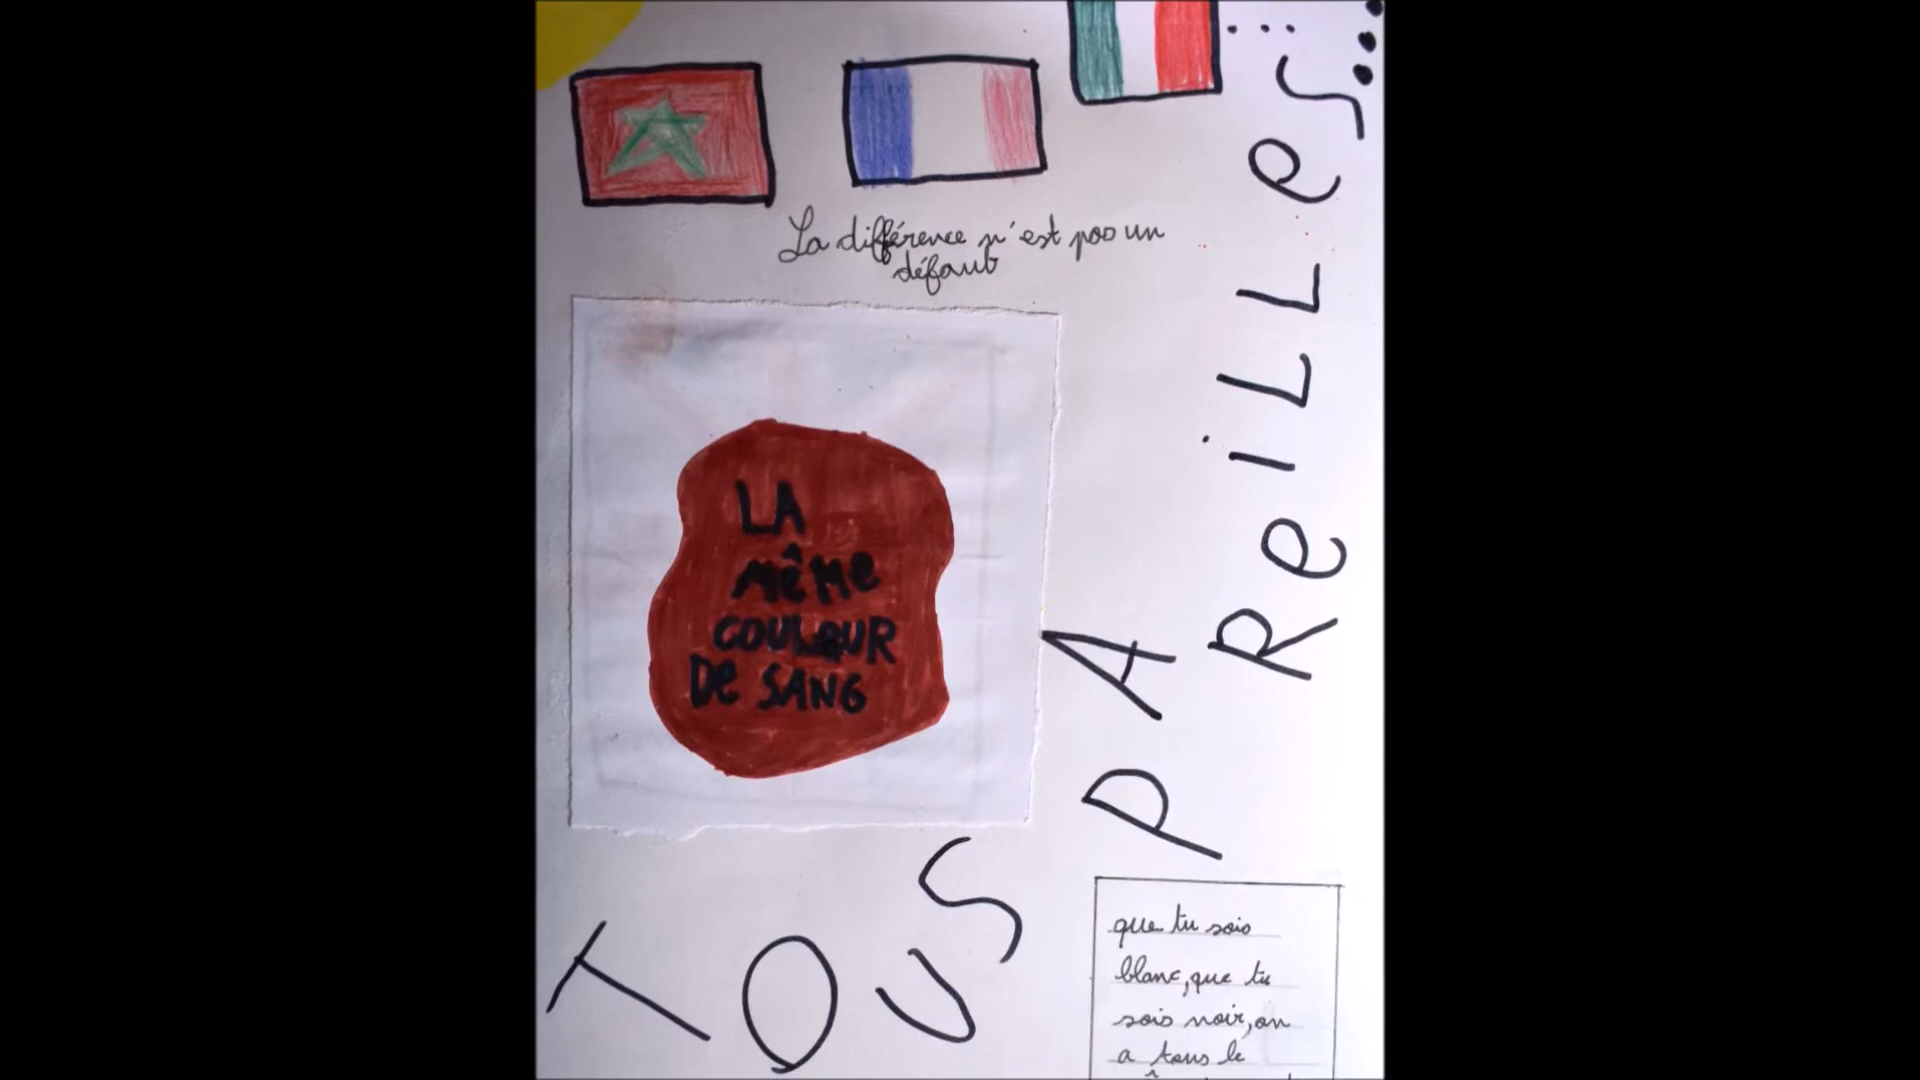 La différence n'est pas un
défaut
LA
MêMe
COULeUR
De SANG
TOUS PAReiLLeS...
que tu sois
blanc, que tu
sois noir, on
a tous le